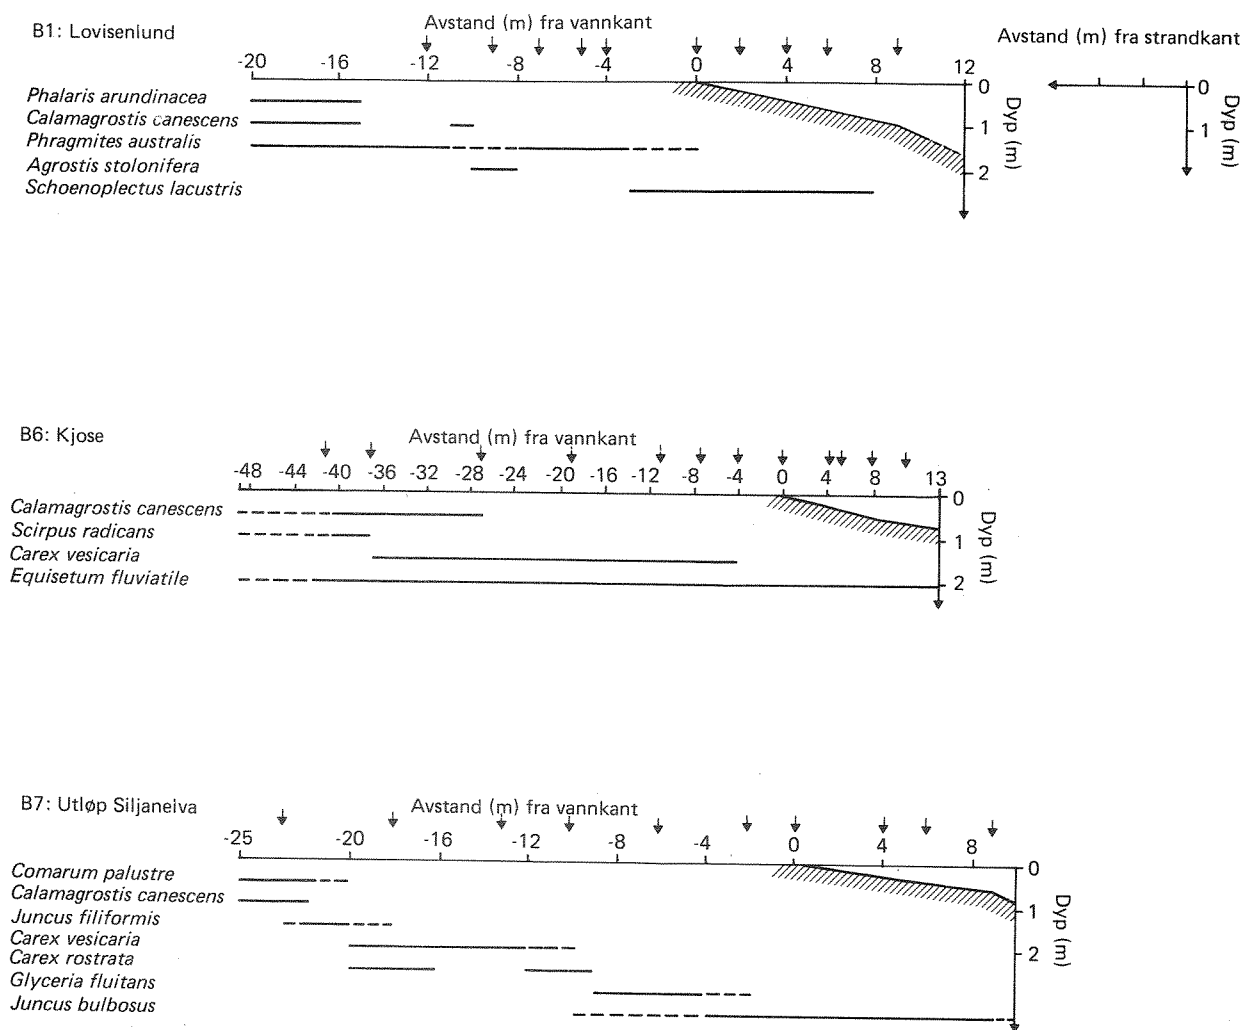 B1: Lovisenlund
Avstand (m) fra vannkant
-20 -16 -12 -8 -4 0 4 8 12
Phalaris arundinacea
Calamagrostis canescens
Phragmites australis
Agrostis stolonifera
Schoenoplectus lacustris
0
1
2
Dyp (m)
Avstand (m) fra strandkant
0
1
Dyp (m)
B6: Kjose
Avstand (m) fra vannkant
-48 -44 -40 -36 -32 -28 -24 -20 -16 -12 -8 -4 0 4 8 13
Calamagrostis canescens
Scirpus radicans
Carex vesicaria
Equisetum fluviatile
0
1
2
Dyp (m)
B7: Utløp Siljaneiva
Avstand (m) fra vannkant
-25 -20 -16 -12 -8 -4 0 4 8
Comarum palustre
Calamagrostis canescens
Juncus filiformis
Carex vesicaria
Carex rostrata
Glyceria fluitans
Juncus bulbosus
0
1
2
Dyp (m)